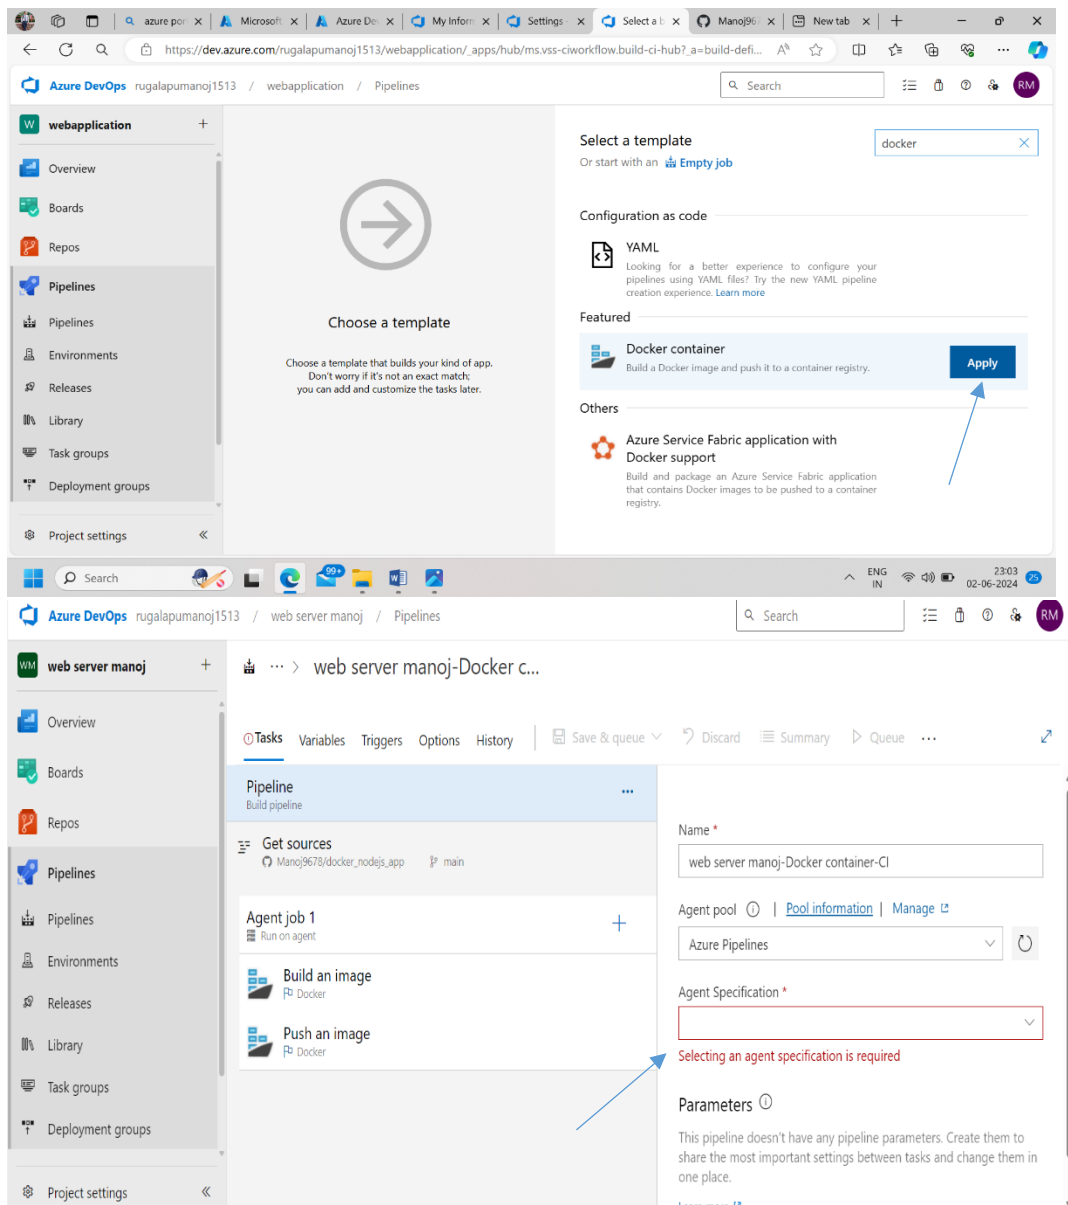 azure por
Microsoft
Azure De
My Inform
Settings
Select a b
Manoj96
New tab
https://dev.azure.com/rugalapumanoj1513/webapplication/_apps/hub/ms.vss-ciworkflow.build-ci-hub?_a=build-defi...
Azure DevOps rugalapumanoj1513 / webapplication / Pipelines
Search
RM
W webapplication +
Overview
Boards
Repos
Pipelines
Pipelines
Environments
Releases
Library
Task groups
Deployment groups
Project settings
Choose a template
Choose a template that builds your kind of app.
Don't worry if it's not an exact match;
you can add and customize the tasks later.
Select a template
Or start with an Empty job
docker
Configuration as code
YAML
Looking for a better experience to configure your
pipelines using YAML files? Try the new YAML pipeline
creation experience. Learn more
Featured
Docker container
Build a Docker image and push it to a container registry.
Apply
Others
Azure Service Fabric application with
Docker support
Build and package an Azure Service Fabric application
that contains Docker images to be pushed to a container
registry.
Search
99+
ENG
IN
23:03
02-06-2024
25
Azure DevOps rugalapumanoj1513 / web server manoj / Pipelines
Search
RM
WM web server manoj +
Overview
Boards
Repos
Pipelines
Pipelines
Environments
Releases
Library
Task groups
Deployment groups
Project settings
... > web server manoj-Docker c...
Tasks Variables Triggers Options History Save & queue Discard Summary Queue ...
Pipeline
Build pipeline
Get sources
Manoj9678/docker_nodejs_app main
Agent job 1
Run on agent
Build an image
Docker
Push an image
Docker
Name *
web server manoj-Docker container-CI
Agent pool | Pool information | Manage
Azure Pipelines
Agent Specification *
Selecting an agent specification is required
Parameters
This pipeline doesn't have any pipeline parameters. Create them to
share the most important settings between tasks and change them in
one place.